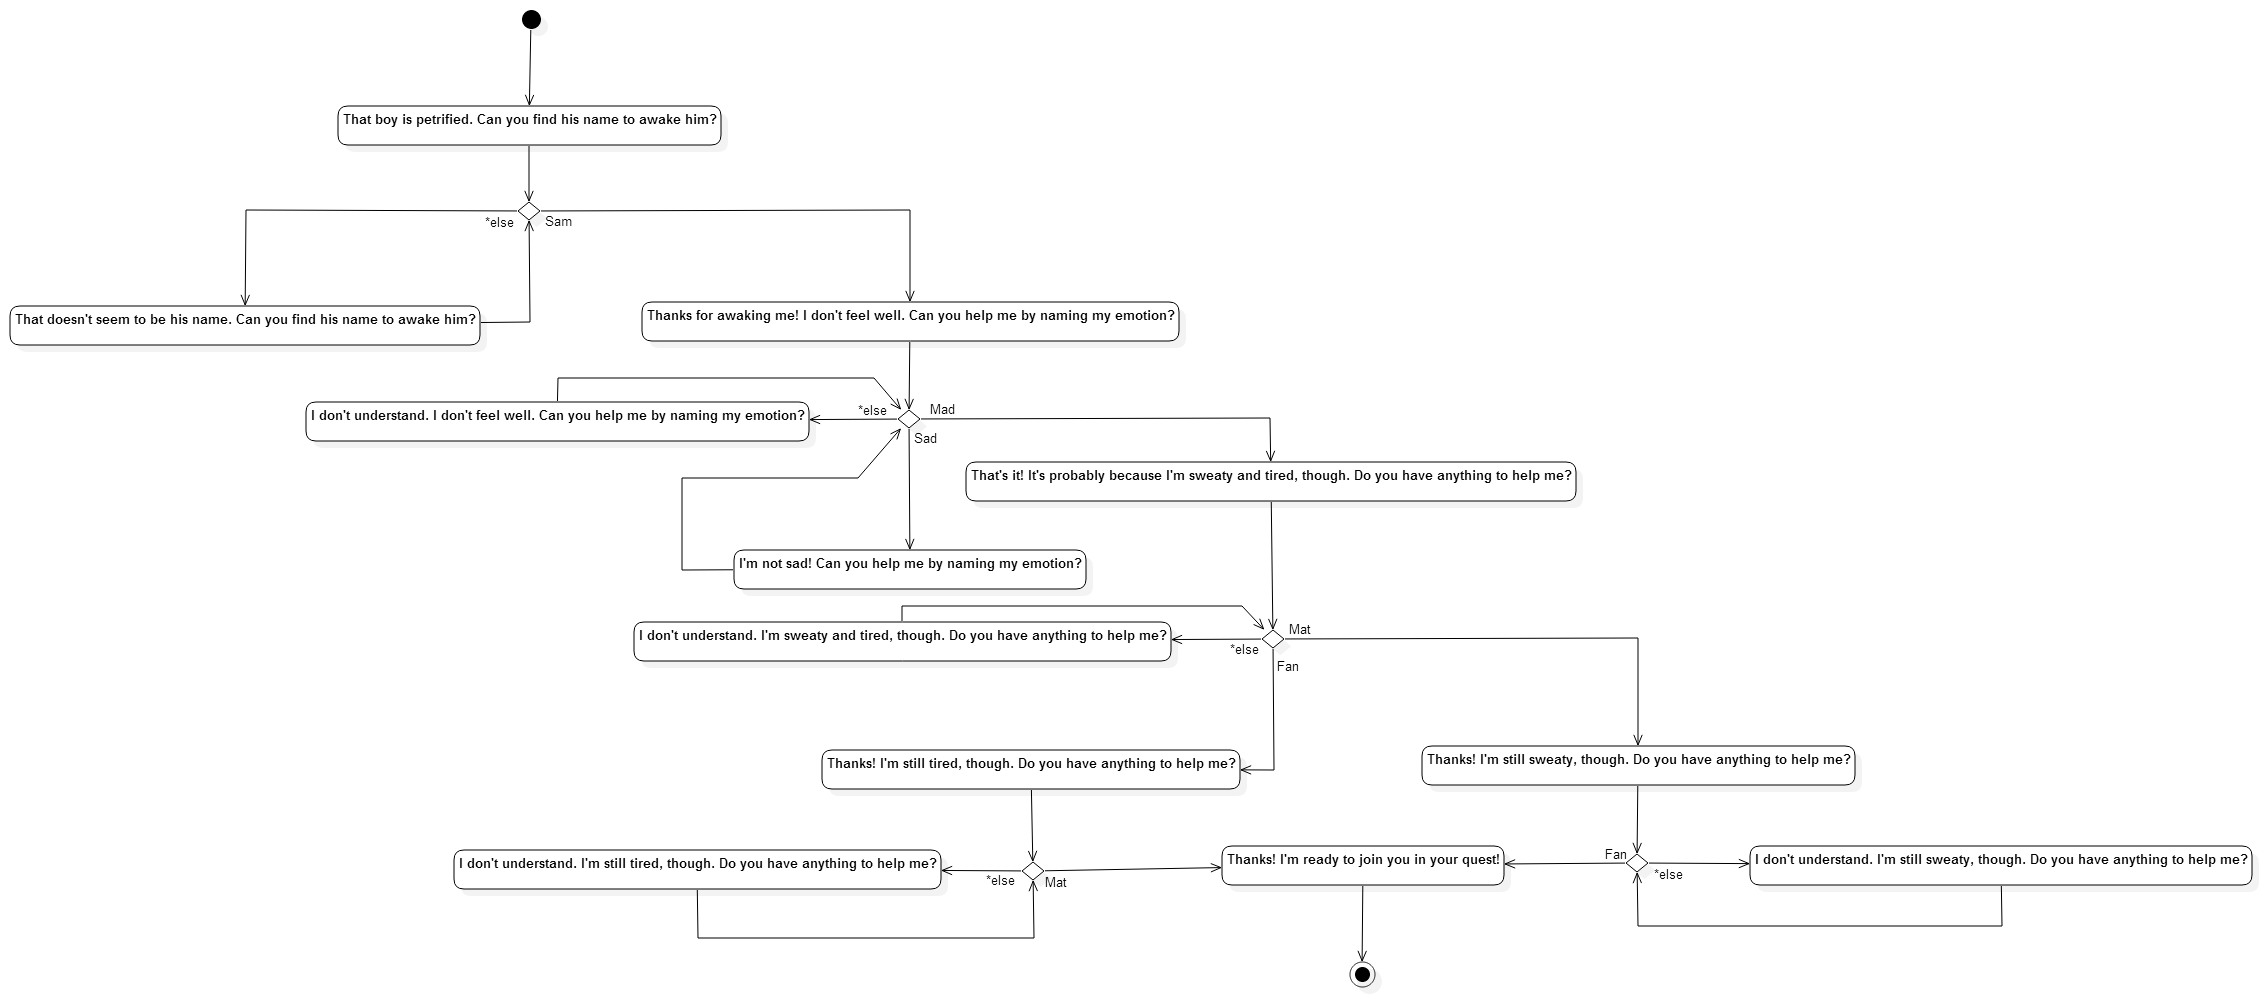 That boy is petrified. Can you find his name to awake him?
*else
Sam
That doesn't seem to be his name. Can you find his name to awake him?
Thanks for awaking me! I don't feel well. Can you help me by naming my emotion?
I don't understand. I don't feel well. Can you help me by naming my emotion?
*else
Mad
Sad
That's it! It's probably because I'm sweaty and tired, though. Do you have anything to help me?
I'm not sad! Can you help me by naming my emotion?
I don't understand. I'm sweaty and tired, though. Do you have anything to help me?
*else
Mat
Fan
Thanks! I'm still tired, though. Do you have anything to help me?
Thanks! I'm still sweaty, though. Do you have anything to help me?
I don't understand. I'm still tired, though. Do you have anything to help me?
*else
Mat
Thanks! I'm ready to join you in your quest!
Fan
*else
I don't understand. I'm still sweaty, though. Do you have anything to help me?